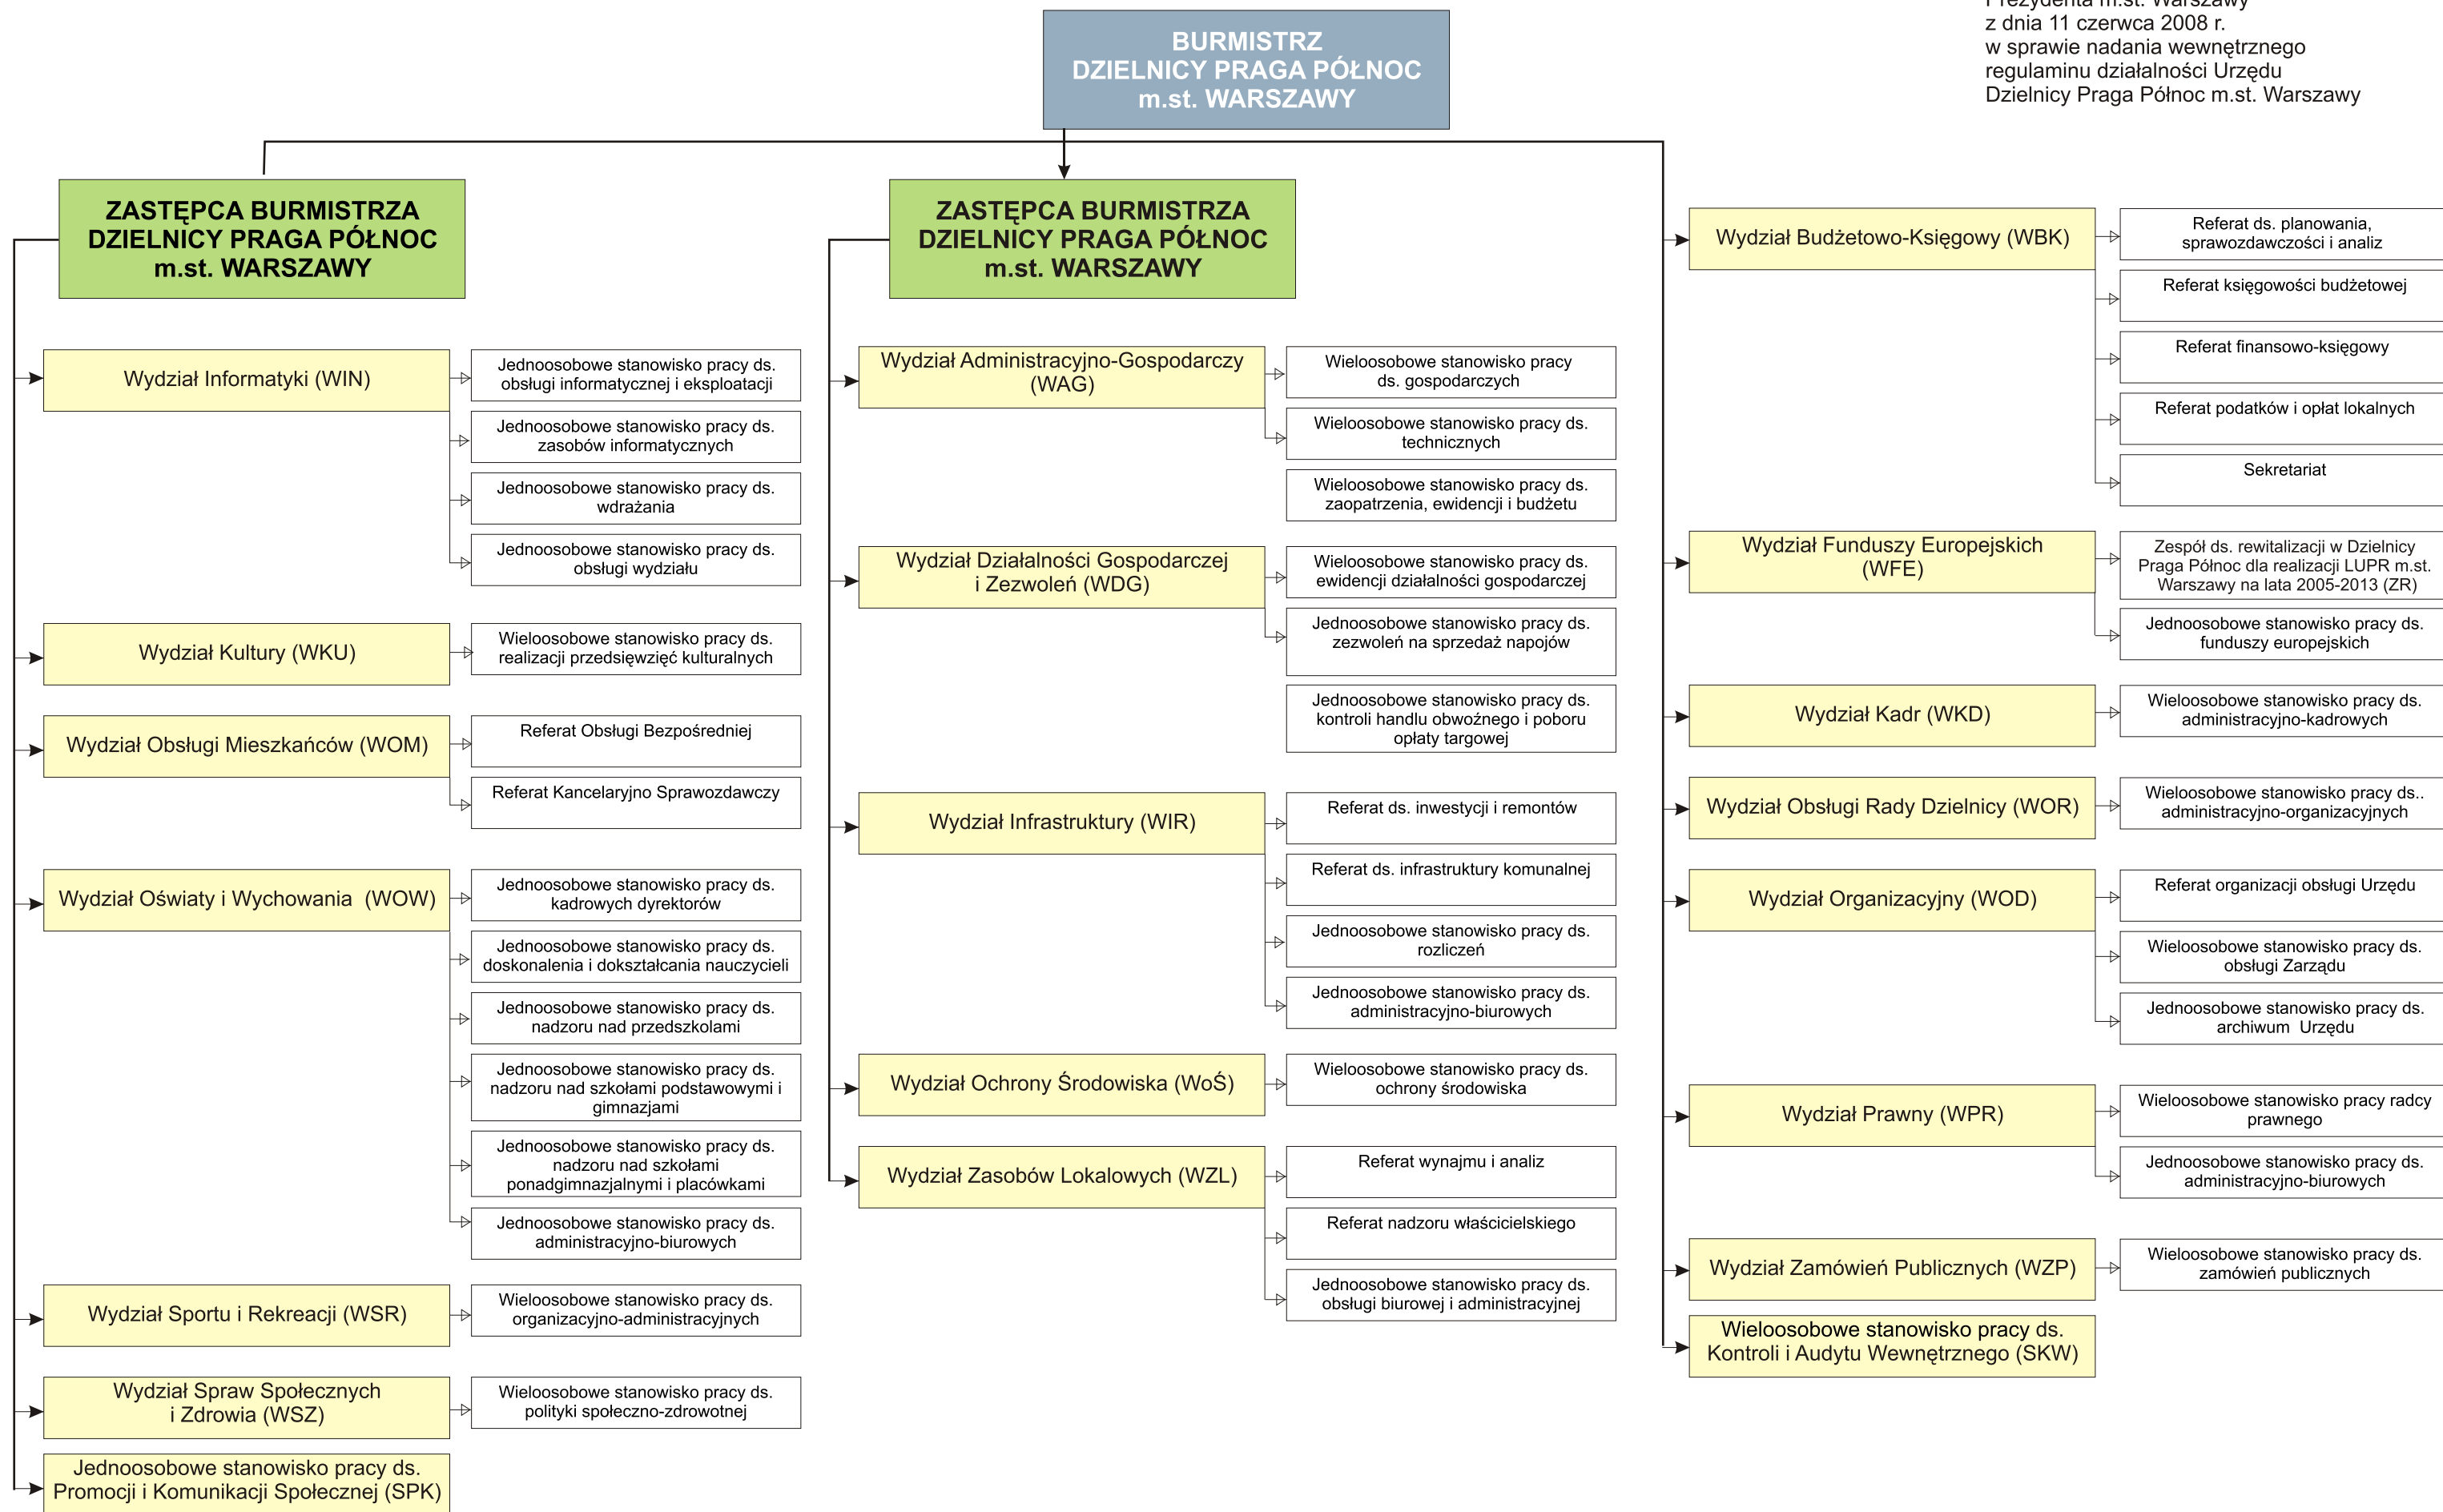 Prezydenta m.st. Warszawy
z dnia 11 czerwca 2008 r.
w sprawie nadania wewnętrznego
regulaminu działalności Urzędu
Dzielnicy Praga Północ m.st. Warszawy
BURMISTRZ
DZIELNICY PRAGA PÓŁNOC
m.st. WARSZAWY
ZASTĘPCA BURMISTRZA
DZIELNICY PRAGA PÓŁNOC
m.st. WARSZAWY
Wydział Informatyki (WIN)
Jednoosobowe stanowisko pracy ds.
obsługi informatycznej i eksploatacji
Jednoosobowe stanowisko pracy ds.
zasobów informatycznych
Jednoosobowe stanowisko pracy ds.
wdrażania
Jednoosobowe stanowisko pracy ds.
obsługi wydziału
Wydział Kultury (WKU)
Wieloosobowe stanowisko pracy ds.
realizacji przedsięwzięć kulturalnych
Wydział Obsługi Mieszkańców (WOM)
Referat Obsługi Bezpośredniej
Referat Kancelaryjno Sprawozdawczy
Wydział Oświaty i Wychowania (WOW)
Jednoosobowe stanowisko pracy ds.
kadrowych dyrektorów
Jednoosobowe stanowisko pracy ds.
doskonalenia i dokształcania nauczycieli
Jednoosobowe stanowisko pracy ds.
nadzoru nad przedszkolami
Jednoosobowe stanowisko pracy ds.
nadzoru nad szkołami podstawowymi i
gimnazjami
Jednoosobowe stanowisko pracy ds.
nadzoru nad szkołami
ponadgimnazjalnymi i placówkami
Jednoosobowe stanowisko pracy ds.
administracyjno-biurowych
Wydział Sportu i Rekreacji (WSR)
Wieloosobowe stanowisko pracy ds.
organizacyjno-administracyjnych
Wydział Spraw Społecznych
i Zdrowia (WSZ)
Wieloosobowe stanowisko pracy ds.
polityki społeczno-zdrowotnej
Jednoosobowe stanowisko pracy ds.
Promocji i Komunikacji Społecznej (SPK)
ZASTĘPCA BURMISTRZA
DZIELNICY PRAGA PÓŁNOC
m.st. WARSZAWY
Wydział Administracyjno-Gospodarczy
(WAG)
Wieloosobowe stanowisko pracy
ds. gospodarczych
Wieloosobowe stanowisko pracy ds.
technicznych
Wieloosobowe stanowisko pracy ds.
zaopatrzenia, ewidencji i budżetu
Wydział Działalności Gospodarczej
i Zezwoleń (WDG)
Wieloosobowe stanowisko pracy ds.
ewidencji działalności gospodarczej
Jednoosobowe stanowisko pracy ds.
zezwoleń na sprzedaż napojów
Jednoosobowe stanowisko pracy ds.
kontroli handlu obwoźnego i poboru
opłaty targowej
Wydział Infrastruktury (WIR)
Referat ds. inwestycji i remontów
Referat ds. infrastruktury komunalnej
Jednoosobowe stanowisko pracy ds.
rozliczeń
Jednoosobowe stanowisko pracy ds.
administracyjno-biurowych
Wydział Ochrony Środowiska (WoŚ)
Wieloosobowe stanowisko pracy ds.
ochrony środowiska
Wydział Zasobów Lokalowych (WZL)
Referat wynajmu i analiz
Referat nadzoru właścicielskiego
Jednoosobowe stanowisko pracy ds.
obsługi biurowej i administracyjnej
Wydział Budżetowo-Księgowy (WBK)
Referat ds. planowania,
sprawozdawczości i analiz
Referat księgowości budżetowej
Referat finansowo-księgowy
Referat podatków i opłat lokalnych
Sekretariat
Wydział Funduszy Europejskich
(WFE)
Zespół ds. rewitalizacji w Dzielnicy
Praga Północ dla realizacji LUPR m.st.
Warszawy na lata 2005-2013 (ZR)
Jednoosobowe stanowisko pracy ds.
funduszy europejskich
Wydział Kadr (WKD)
Wieloosobowe stanowisko pracy ds.
administracyjno-kadrowych
Wydział Obsługi Rady Dzielnicy (WOR)
Wieloosobowe stanowisko pracy ds..
administracyjno-organizacyjnych
Wydział Organizacyjny (WOD)
Referat organizacji obsługi Urzędu
Wieloosobowe stanowisko pracy ds.
obsługi Zarządu
Jednoosobowe stanowisko pracy ds.
archiwum Urzędu
Wydział Prawny (WPR)
Wieloosobowe stanowisko pracy radcy
prawnego
Jednoosobowe stanowisko pracy ds.
administracyjno-biurowych
Wydział Zamówień Publicznych (WZP)
Wieloosobowe stanowisko pracy ds.
zamówień publicznych
Wieloosobowe stanowisko pracy ds.
Kontroli i Audytu Wewnętrznego (SKW)